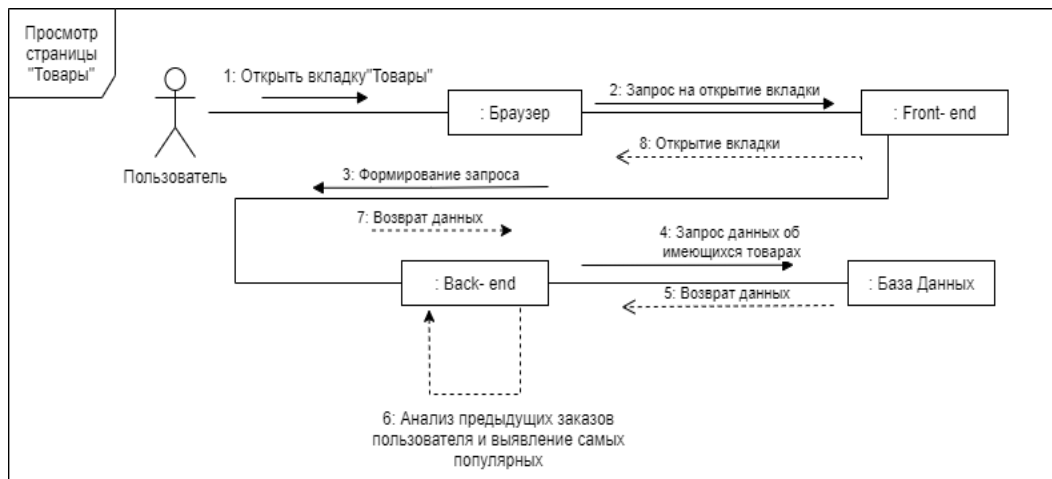 Просмотр
страницы
"Товары"
1: Открыть вкладку"Товары"
2: Запрос на открытие вкладки
: Браузер
: Front- end
8: Открытие вкладки
Пользователь
3: Формирование запроса
7: Возврат данных
4: Запрос данных об
имеющихся товарах
: Back- end
: База Данных
5: Возврат данных
6: Анализ предыдущих заказов
пользователя и выявление самых
популярных